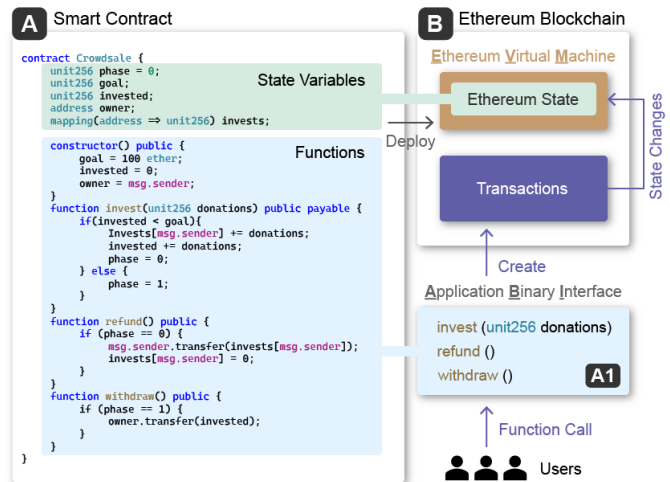 A Smart Contract
contract Crowdsale {
unit256 phase = 0;
unit256 goal;
unit256 invested;
address owner;
mapping(address ⇒ unit256) invests;
State Variables
constructor() public {
goal = 100 ether;
invested = 0;
owner = msg.sender;
}
Functions
function invest(unit256 donations) public payable {
if(invested < goal){
Invests[msg.sender] += donations;
invested += donations;
phase = 0;
} else {
phase = 1;
}
}
function refund() public {
if (phase == 0) {
msg.sender.transfer(invests[msg.sender]);
invests[msg.sender] = 0;
}
}
function withdraw() public {
if (phase == 1) {
owner.transfer(invested);
}
}
}
Deploy
B Ethereum Blockchain
Ethereum Virtual Machine
Ethereum State
Transactions
State Changes
Create
Application Binary Interface
invest (unit256 donations)
refund ()
withdraw ()
A1
Function Call
Users